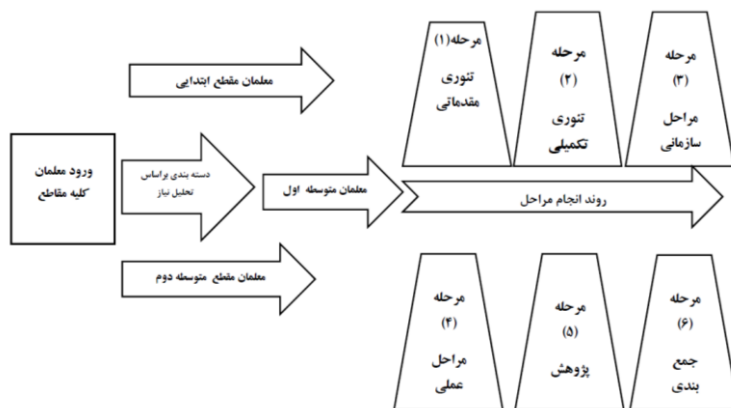 معلمان مقطع ابتدایی
ورود معلمان
کلیه مقاطع
دسته بندی براساس
تحلیل نیاز
معلمان متوسطه اول
معلمان مقطع متوسطه دوم
مرحله(۱)
تئوری
مقدماتی
مرحله
(۲)
تئوری
تکمیلی
مرحله
(۳)
مراحل
سازمانی
روند انجام مراحل
مرحله
(۴)
مراحل
عملی
مرحله
(۵)
پژوهش
مرحله
(۶)
جمع
بندی